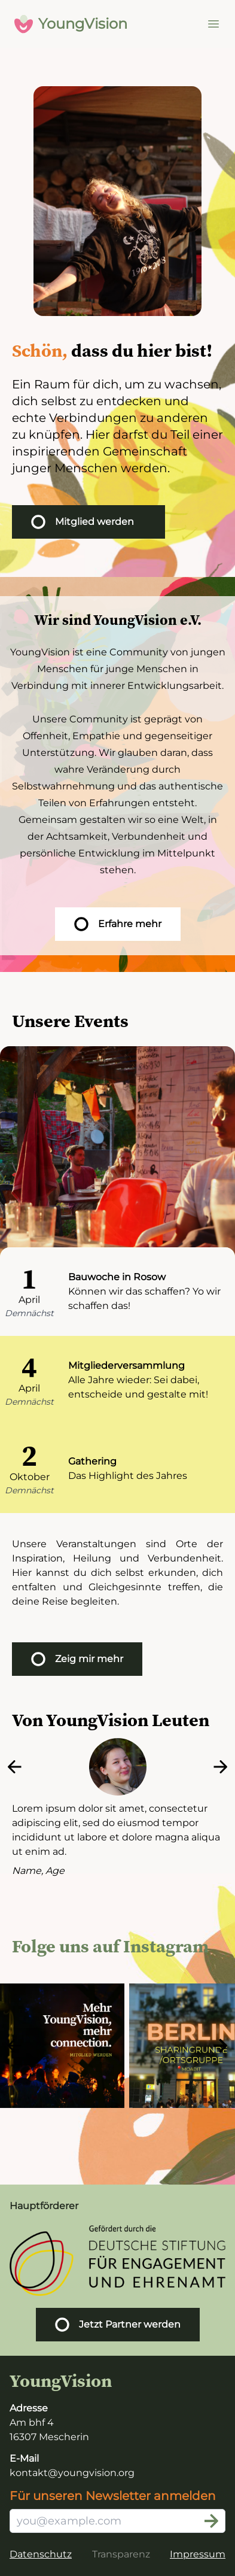 YoungVision
Schön, dass du hier bist!
Ein Raum für dich, um zu wachsen,
dich selbst zu entdecken und
echte Verbindungen zu anderen
zu knüpfen. Hier darfst du Teil einer
inspirierenden Gemeinschaft
junger Menschen werden.
Mitglied werden
Wir sind YoungVision e.V.
YoungVision ist eine Community von jungen
Menschen für junge Menschen in
Verbindung mit innerer Entwicklungsarbeit.
Unsere Community ist geprägt von
Offenheit, Empathie und gegenseitiger
Unterstützung. Wir glauben daran, dass
wahre Veränderung durch
Selbstwahrnehmung und das authentische
Teilen von Erfahrungen entsteht.
Gemeinsam gestalten wir so eine Welt, in
der Achtsamkeit, Verbundenheit und
persönliche Entwicklung im Mittelpunkt
stehen.
Erfahre mehr
Unsere Events
1
April
Demnächst
Bauwoche in Rosow
Können wir das schaffen? Yo wir
schaffen das!
4
April
Demnächst
Mitgliederversammlung
Alle Jahre wieder: Sei dabei,
entscheide und gestalte mit!
2
Oktober
Demnächst
Gathering
Das Highlight des Jahres
Unsere Veranstaltungen sind Orte der
Inspiration, Heilung und Verbundenheit.
Hier kannst du dich selbst erkunden, dich
entfalten und Gleichgesinnte treffen, die
deine Reise begleiten.
Zeig mir mehr
Von YoungVision Leuten
Lorem ipsum dolor sit amet, consectetur
adipiscing elit, sed do eiusmod tempor
incididunt ut labore et dolore magna aliqua
ut enim ad.
Name, Age
Folge uns auf Instagram
Mehr
YoungVision,
mehr
connection.
MITGLIED WERDEN
BERLIN
SHARINGRUNDE
/ORTSGRUPPE
Hauptförderer
Gefördert durch die
DEUTSCHE STIFTUNG
FÜR ENGAGEMENT
UND EHRENAMT
Jetzt Partner werden
YoungVision
Adresse
Am bhf 4
16307 Mescherin
E-Mail
kontakt@youngvision.org
Für unseren Newsletter anmelden
you@example.com
Datenschutz Transparenz Impressum